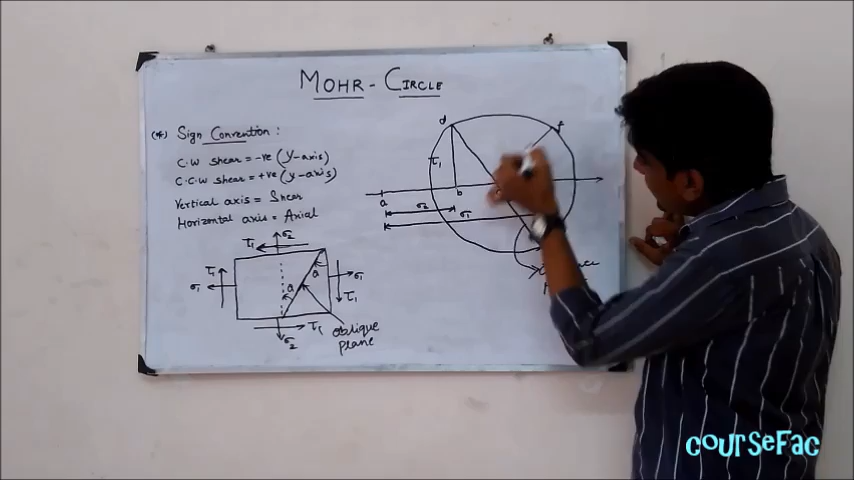 MOHR-CIRCLE
(*) Sign Convention:
C.W shear = -ve (y-axis)
C.C.W shear = +ve (y-axis)
Vertical axis = Shear
Horizontal axis = Axial
d
f
τ1
a
b
σ2
σ1
τ1
σ2
τ1
σ1
a
σ1
a
τ1
τ1
σ2
oblique
plane
courseFac